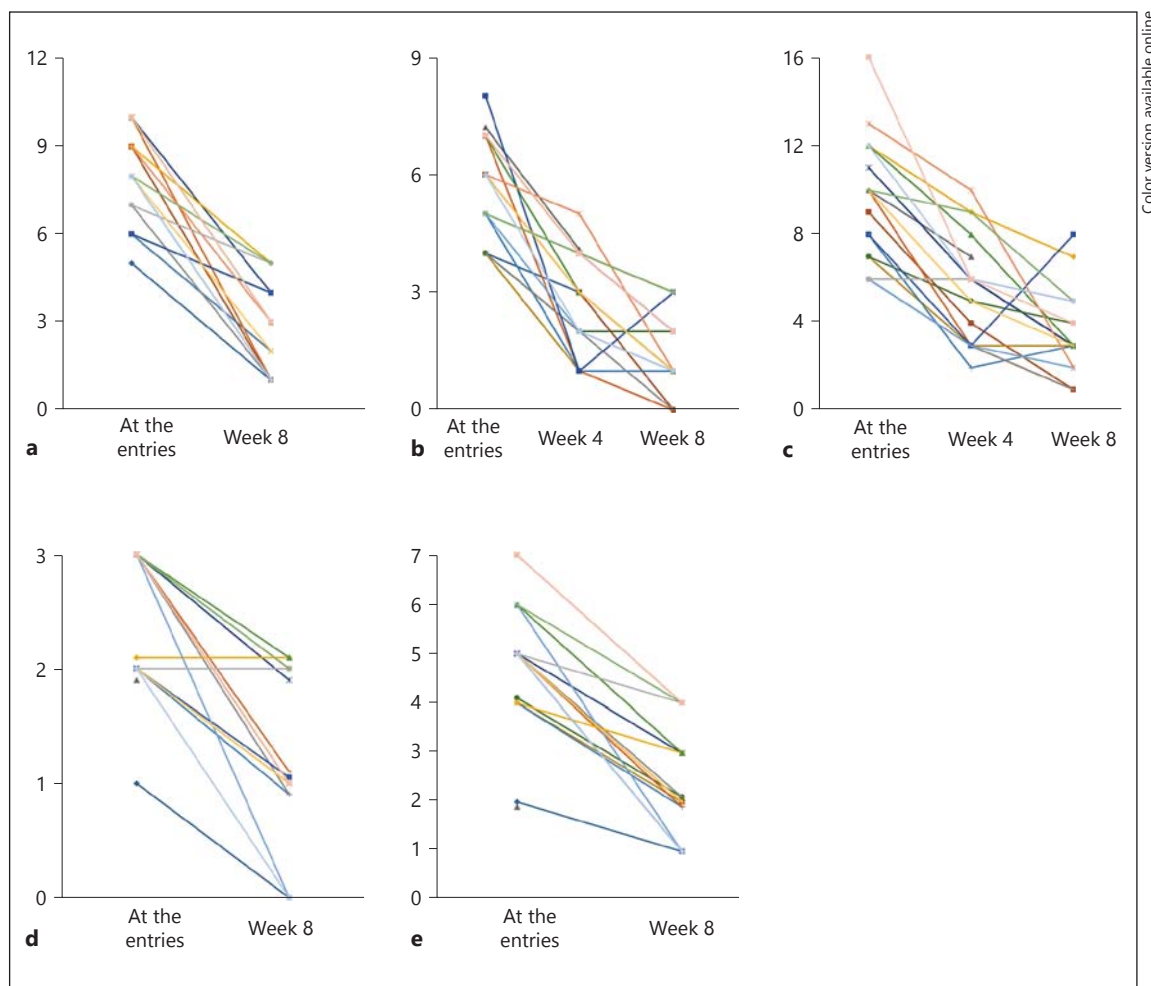 Color version available online
12
9
6
3
0
At the
entries
Week 8
a
9
6
3
0
At the
entries
Week 4
Week 8
b
16
12
8
4
0
At the
entries
Week 4
Week 8
c
3
2
1
0
At the
entries
Week 8
d
7
6
5
4
3
2
1
0
At the
entries
Week 8
e